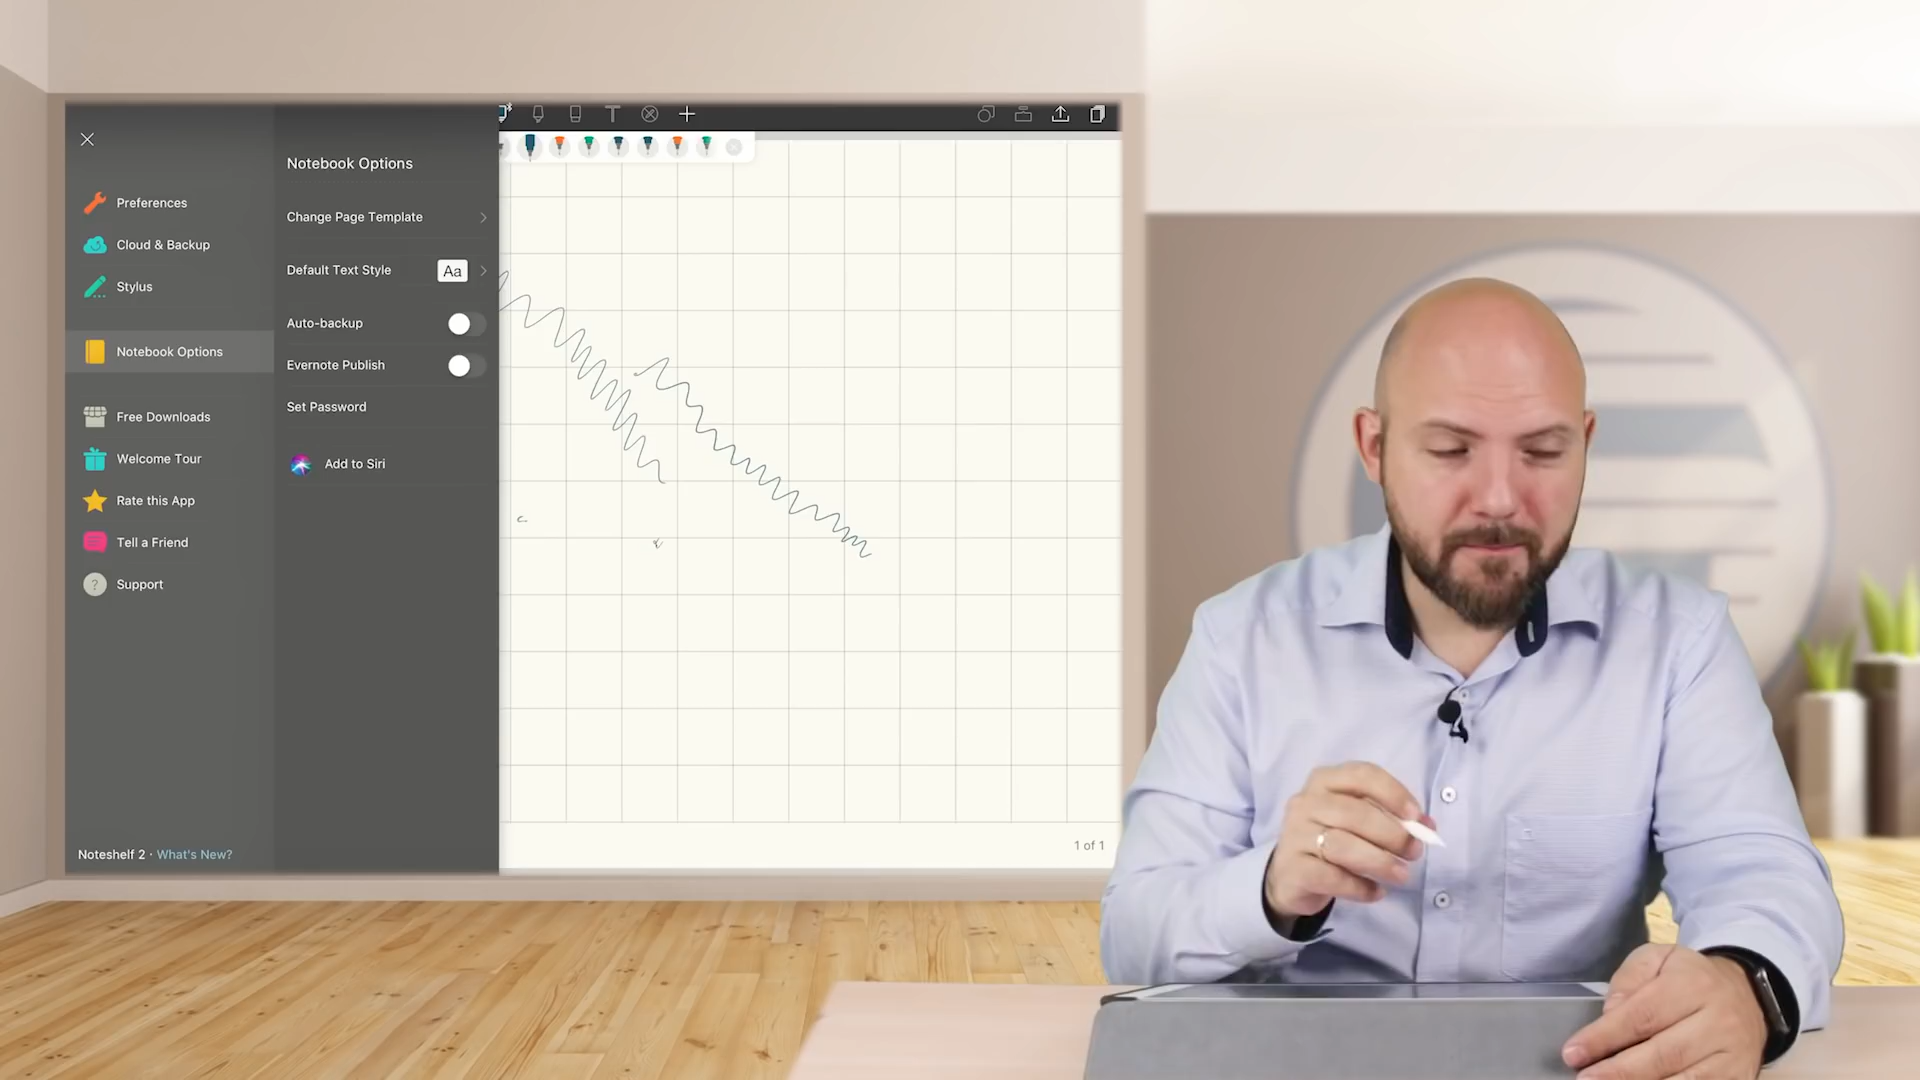 Preferences
Cloud & Backup
Stylus
Notebook Options
Free Downloads
Welcome Tour
Rate this App
Tell a Friend
? Support
Noteshelf 2 · What's New?
Notebook Options
Change Page Template
Default Text Style Aa
Auto-backup
Evernote Publish
Set Password
Add to Siri
T
1 of 1